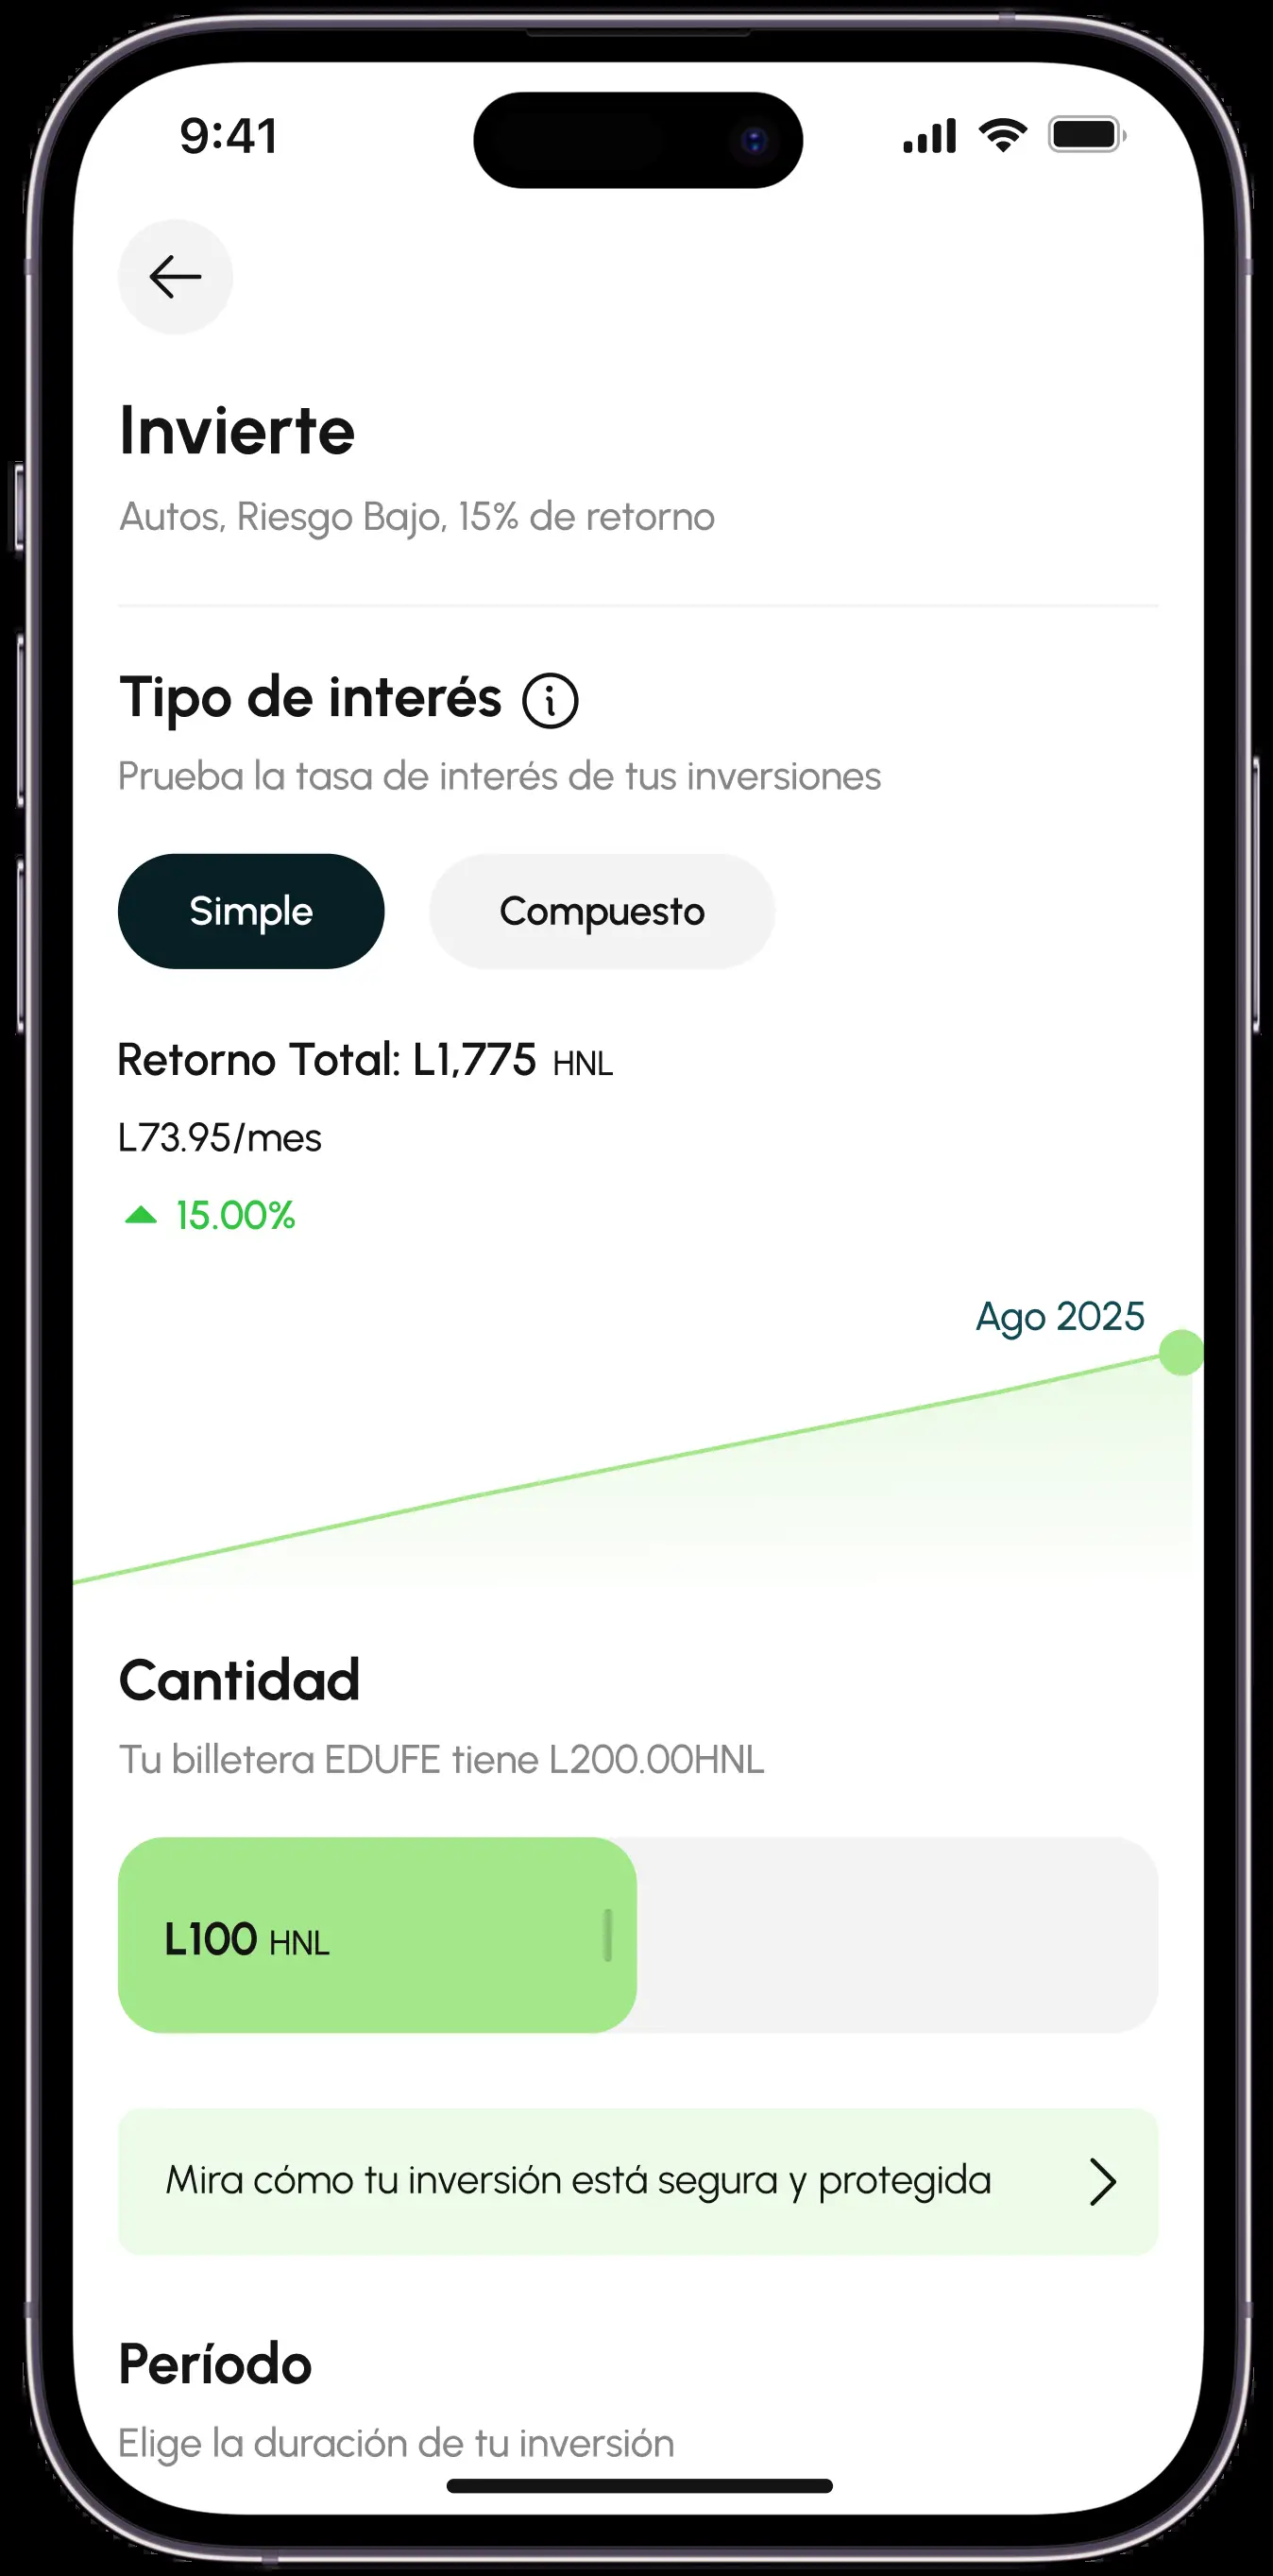 9:41
Invierte
Autos, Riesgo Bajo, 15% de retorno
Tipo de interés
Prueba la tasa de interés de tus inversiones
Simple
Compuesto
Retorno Total: L1,775 HNL
L73.95/mes
15.00%
Ago 2025
Cantidad
Tu billetera EDUFE tiene L200.00HNL
L100 HNL
Mira cómo tu inversión está segura y protegida
Período
Elige la duración de tu inversión